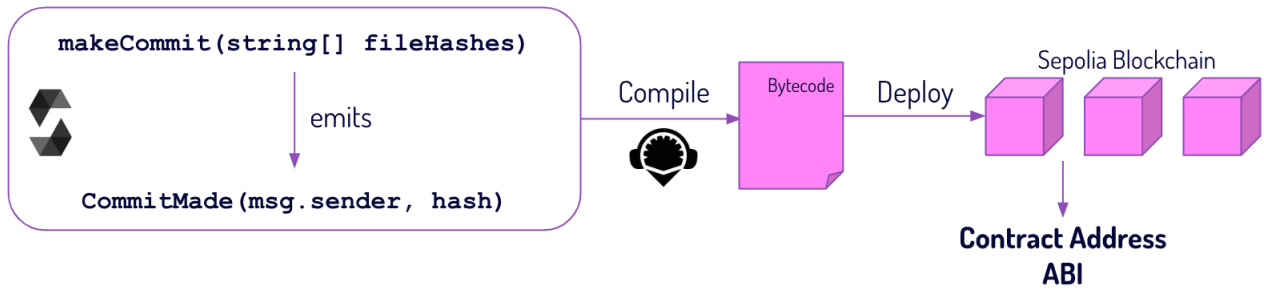 makeCommit(string[] fileHashes)
emits
CommitMade(msg.sender, hash)
Compile
Bytecode
Deploy
Sepolia Blockchain
Contract Address
ABI